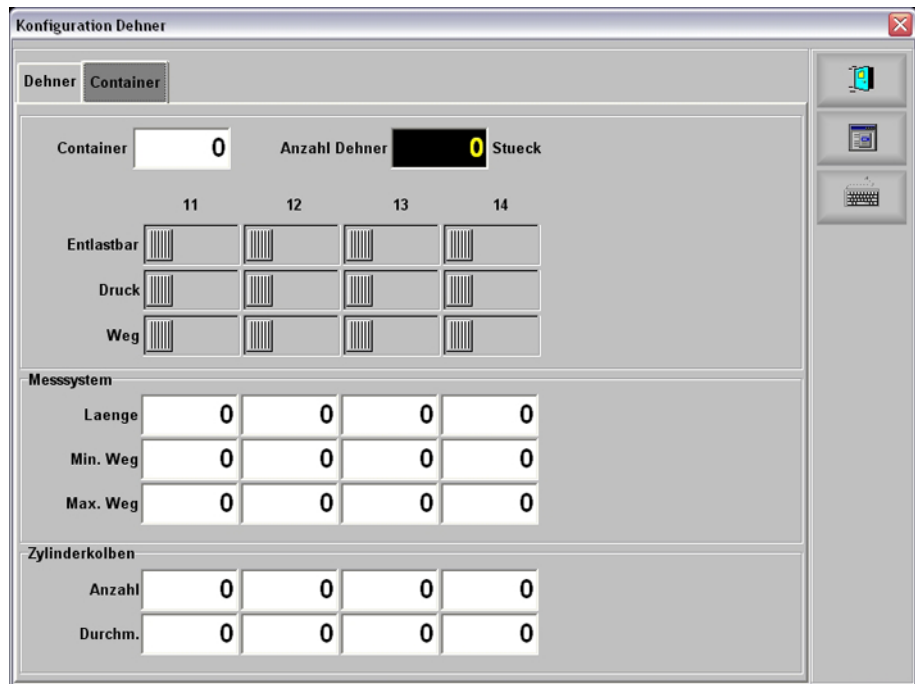 Konfiguration Dehner
Dehner Container
Container 0 Anzahl Dehner 0 Stueck
11 12 13 14
Entlastbar
Druck
Weg
Messsystem
Laenge 0 0 0 0
Min. Weg 0 0 0 0
Max. Weg 0 0 0 0
Zylinderkolben
Anzahl 0 0 0 0
Durchm. 0 0 0 0